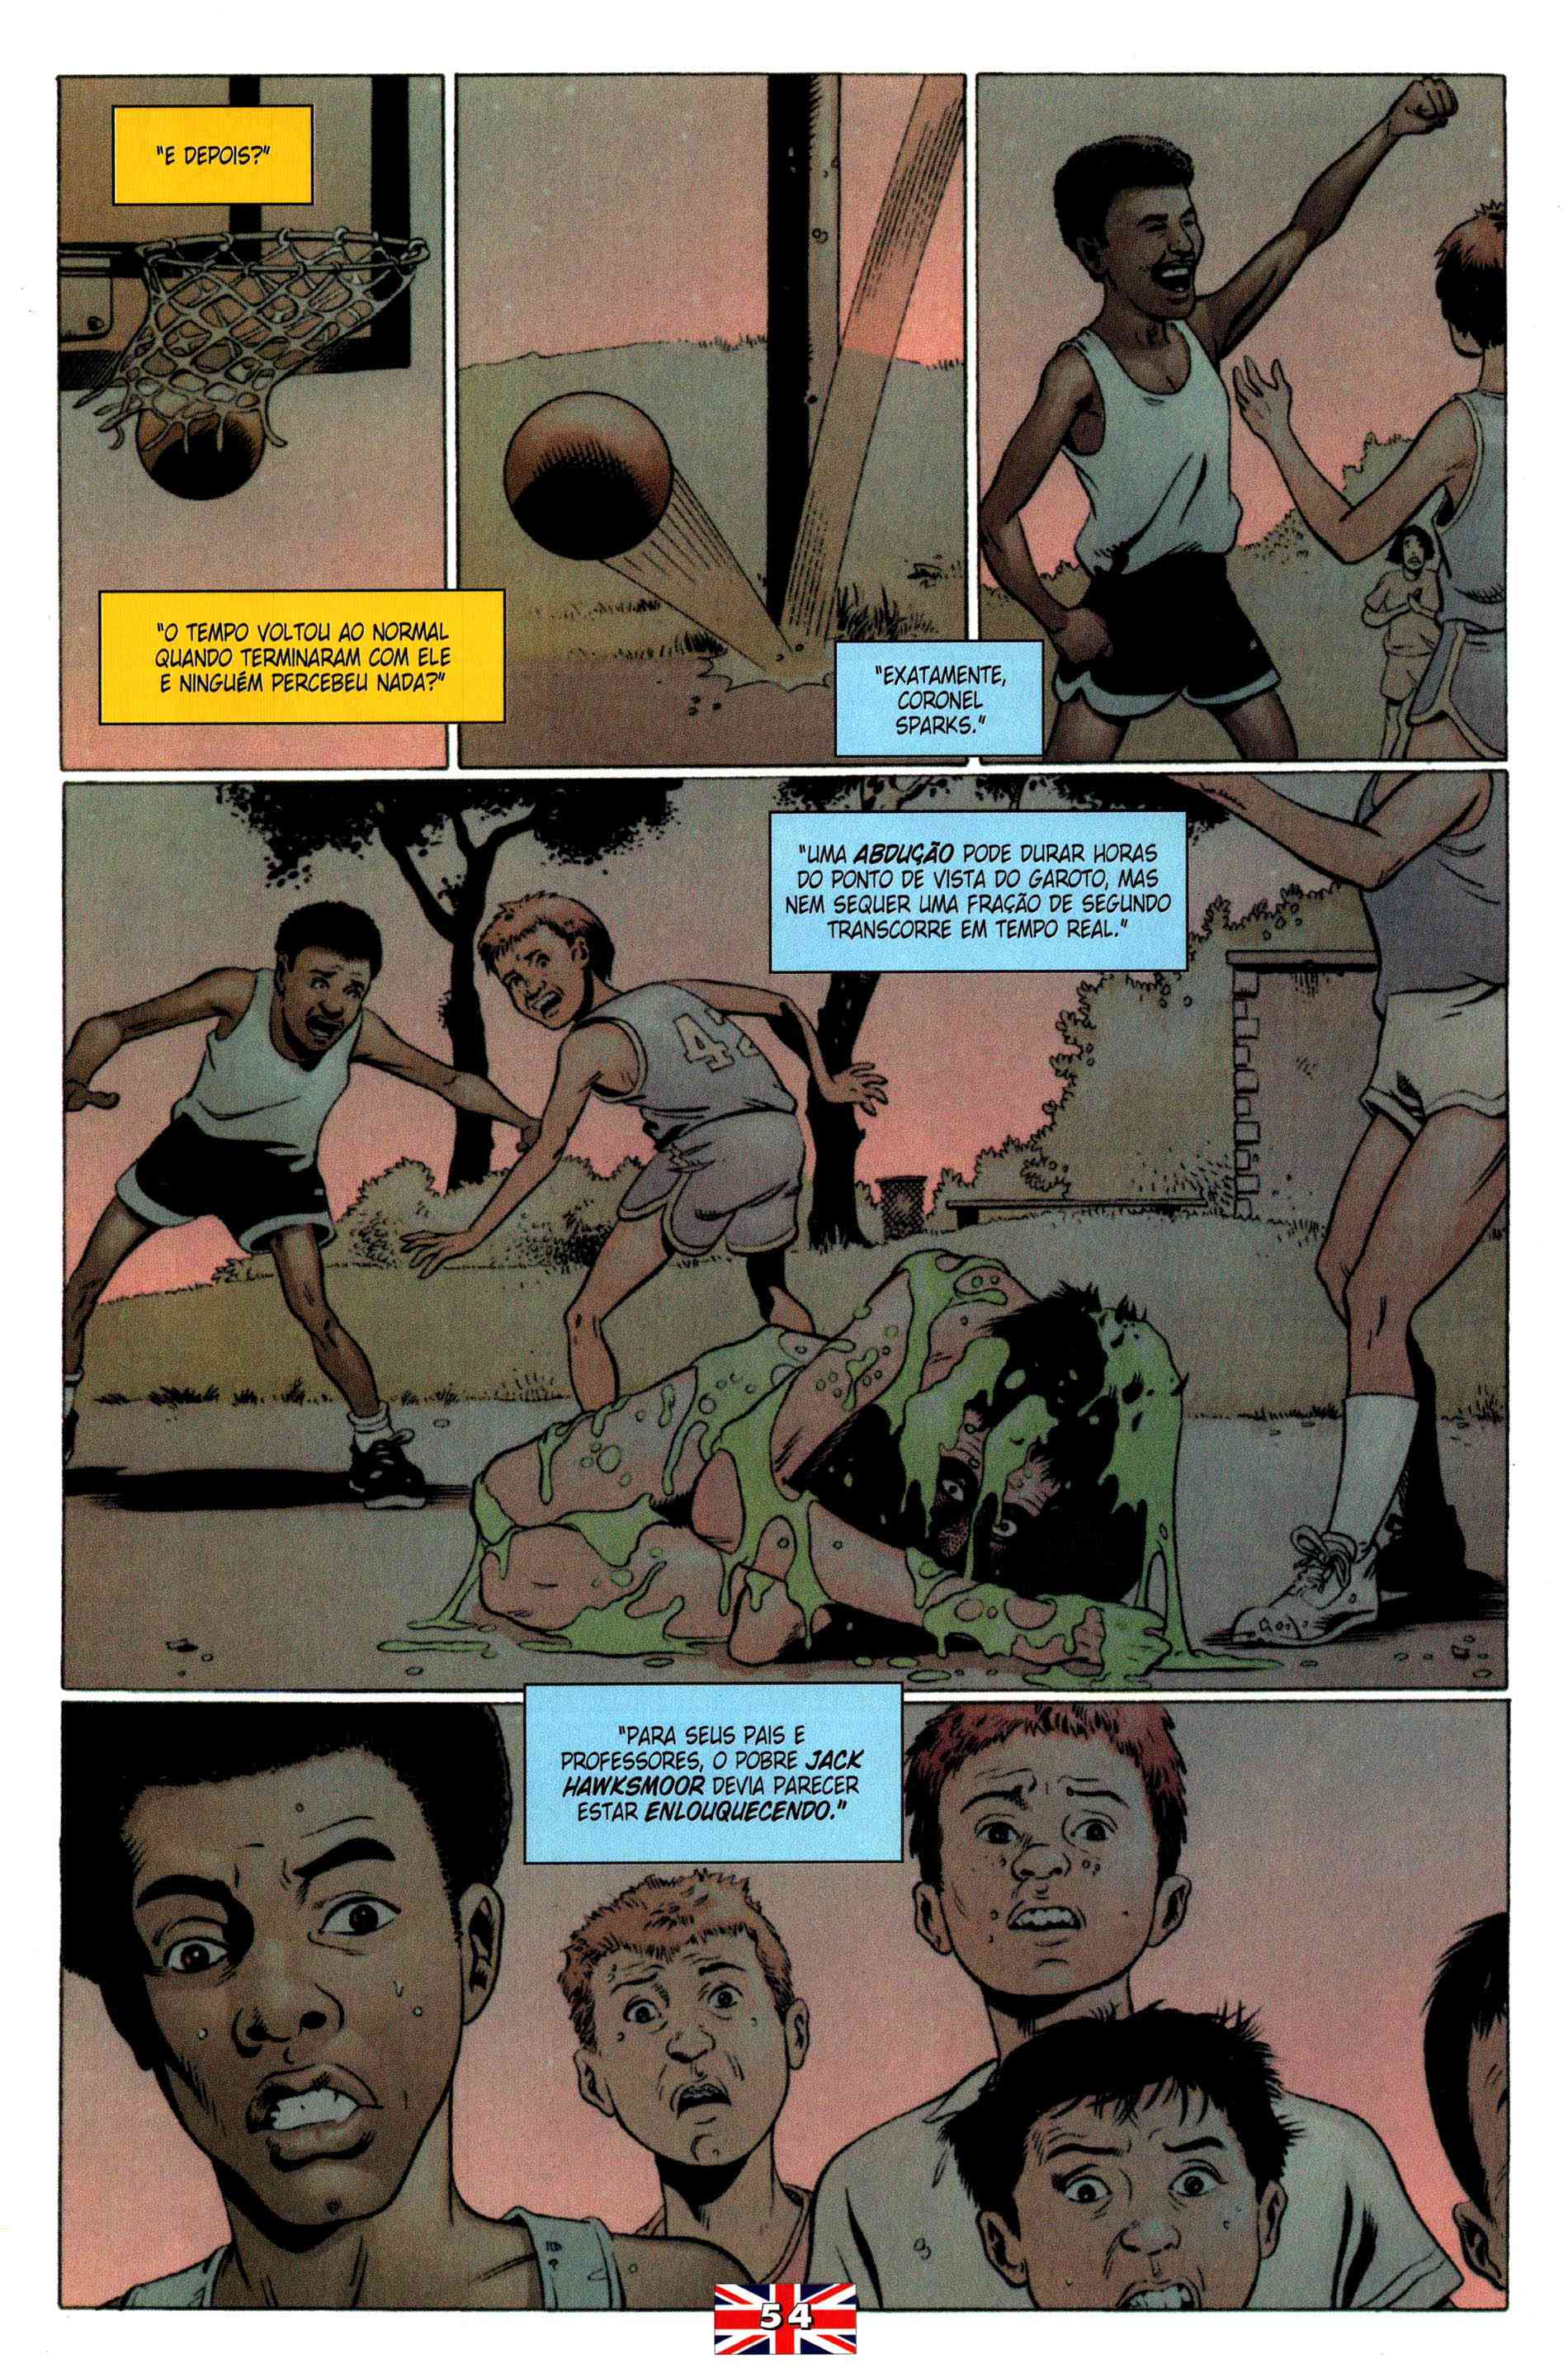 "E DEPOIS?"
"O TEMPO VOLTOU AO NORMAL
QUANDO TERMINARAM COM ELE
E NINGUÉM PERCEBEU NADA?"
"EXATAMENTE,
CORONEL
SPARKS."
"UMA ABDUÇÃO PODE DURAR HORAS
DO PONTO DE VISTA DO GAROTO, MAS
NEM SEQUER UMA FRAÇÃO DE SEGUNDO
TRANSCORRE EM TEMPO REAL."
"PARA SEUS PAIS E
PROFESSORES, O POBRE JACK
HAWKSMOOR DEVIA PARECER
ESTAR ENLOUQUECENDO."
54